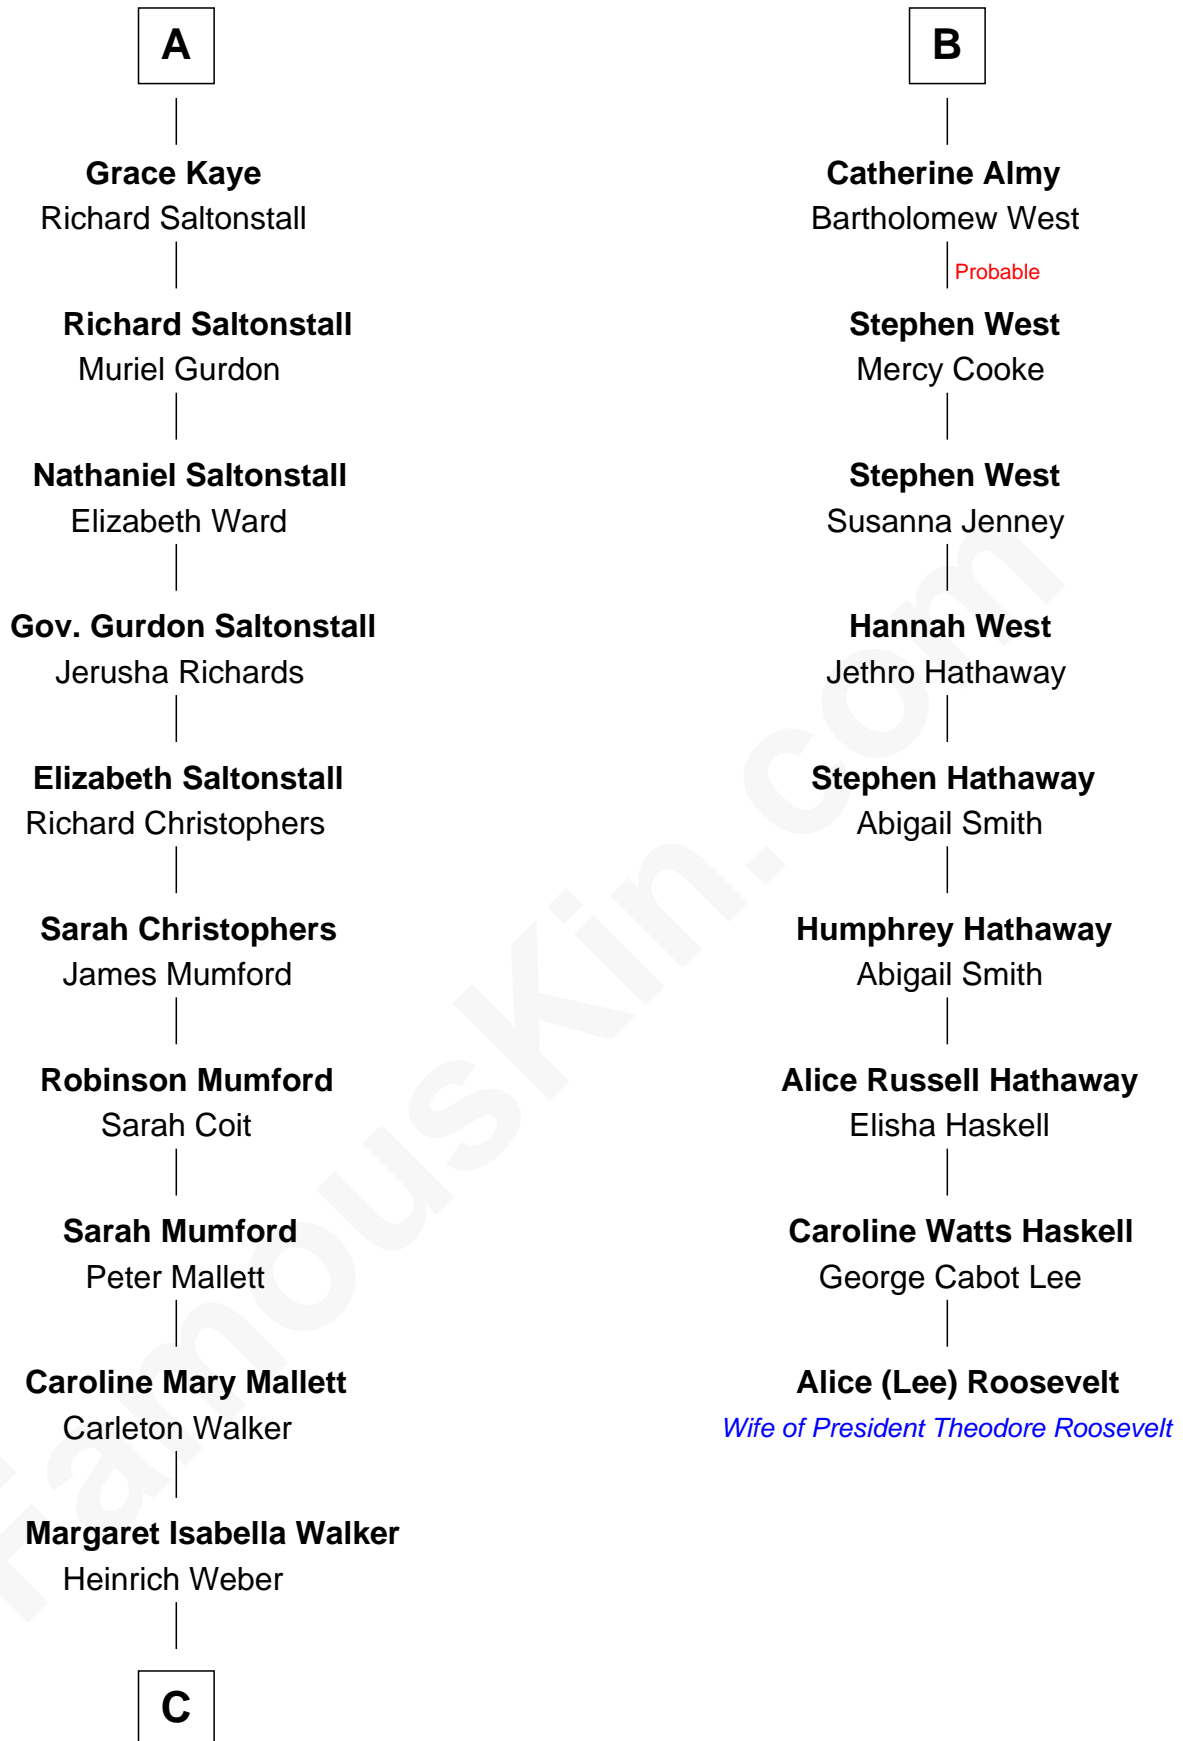 A
Grace Kaye
Richard Saltonstall
Richard Saltonstall
Muriel Gurdon
Nathaniel Saltonstall
Elizabeth Ward
Gov. Gurdon Saltonstall
Jerusha Richards
Elizabeth Saltonstall
Richard Christophers
Sarah Christophers
James Mumford
Robinson Mumford
Sarah Coit
Sarah Mumford
Peter Mallett
Caroline Mary Mallett
Carleton Walker
Margaret Isabella Walker
Heinrich Weber
C
B
Catherine Almy
Bartholomew West
Probable
Stephen West
Mercy Cooke
Stephen West
Susanna Jenney
Hannah West
Jethro Hathaway
Stephen Hathaway
Abigail Smith
Humphrey Hathaway
Abigail Smith
Alice Russell Hathaway
Elisha Haskell
Caroline Watts Haskell
George Cabot Lee
Alice (Lee) Roosevelt
Wife of President Theodore Roosevelt
FamousKin.com